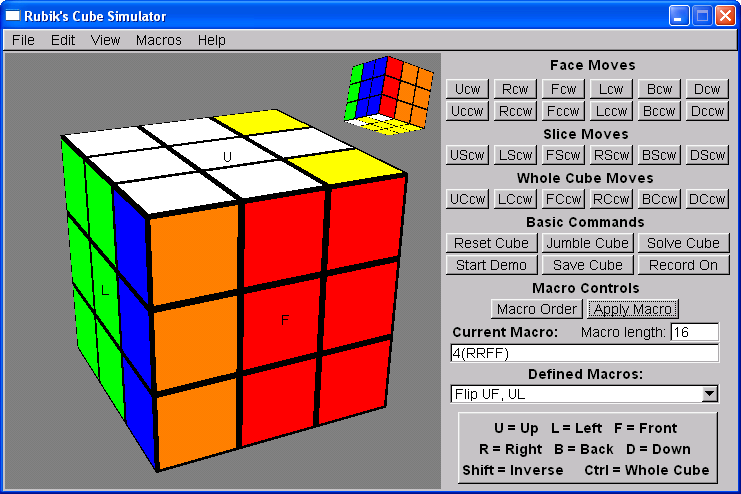 Rubik's Cube Simulator
File Edit View Macros Help
U
L
F
Face Moves
Ucw Rcw Fcw Lcw Bcw Dcw
Uccw Rccw Fccw Lccw Bccw Dccw
Slice Moves
UScw LScw FScw RScw BScw DScw
Whole Cube Moves
UCcw LCcw FCcw RCcw BCcw DCcw
Basic Commands
Reset Cube Jumble Cube Solve Cube
Start Demo Save Cube Record On
Macro Controls
Macro Order Apply Macro
Current Macro: Macro length: 16
4(RRFF)
Defined Macros:
Flip UF, UL
U = Up L = Left F = Front
R = Right B = Back D = Down
Shift = Inverse Ctrl = Whole Cube